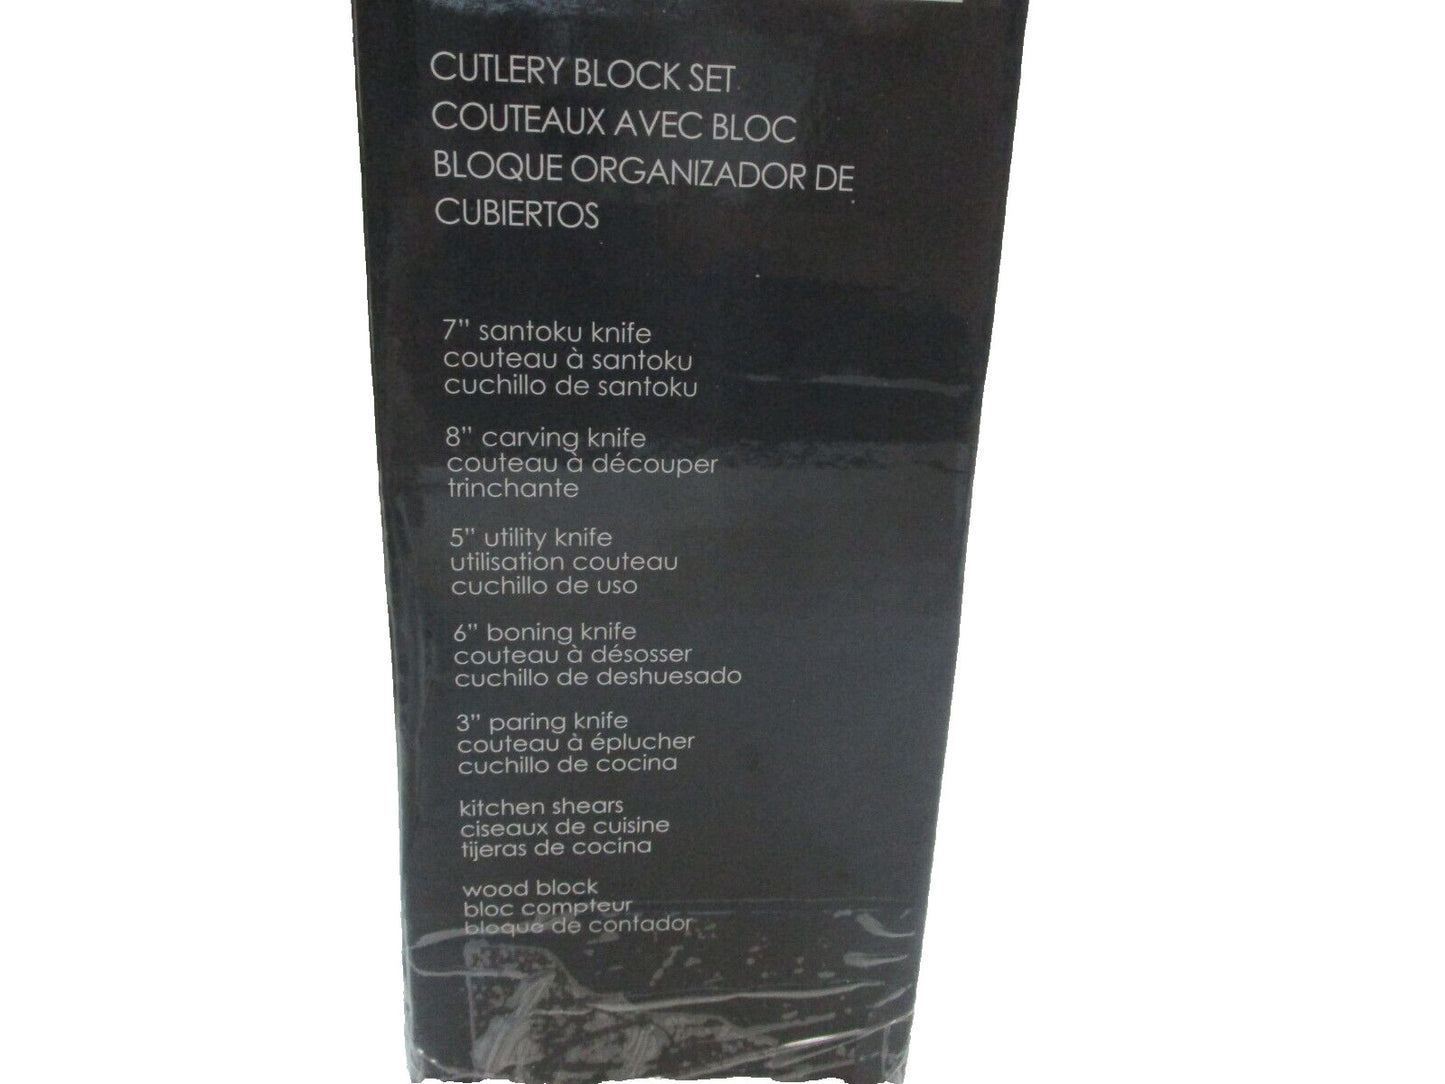 CUTLERY BLOCK SET
COUTEAUX AVEC BLOC
BLOQUE ORGANIZADOR DE
CUBIERTOS
7” santoku knife
couteau à santoku
cuchillo de santoku
8” carving knife
couteau à découper
trinchante
5” utility knife
utilisation couteau
cuchillo de uso
6” boning knife
couteau à désosser
cuchillo de deshuesado
3” paring knife
couteau à éplucher
cuchillo de cocina
kitchen shears
ciseaux de cuisine
tijeras de cocina
wood block
bloc compteur
bloque de contador